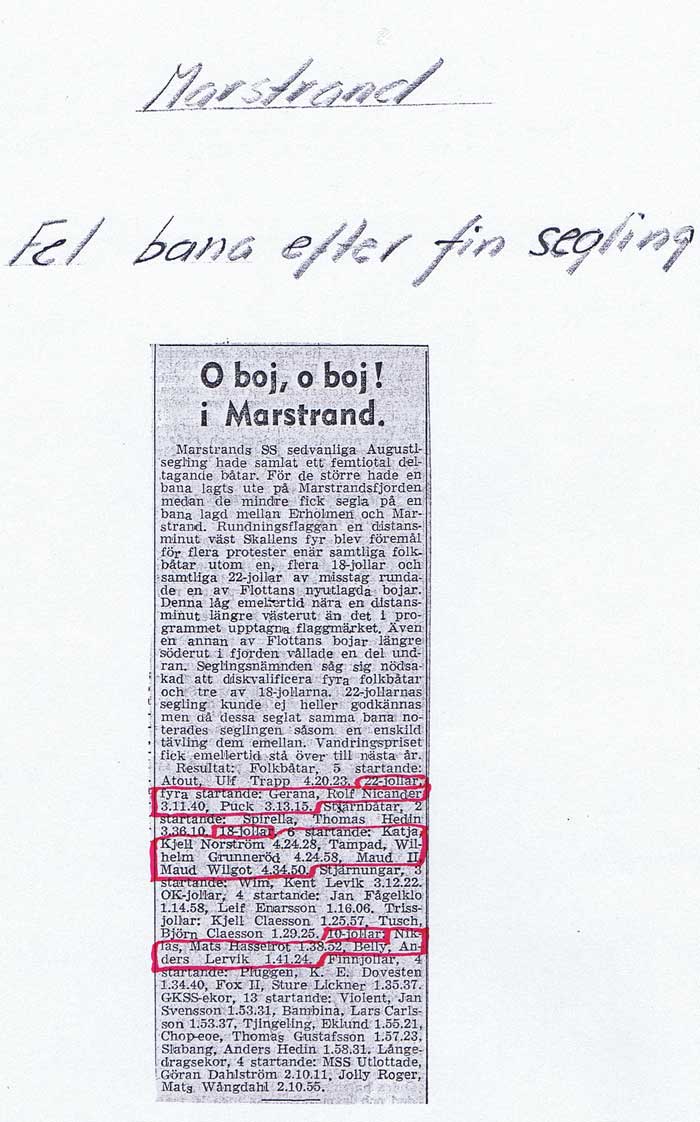 Marstrand
Fel bana efter fin segling
O boj, o boj!
i Marstrand.
Marstrands SS sedvanliga Augusti-
segling hade samlat ett femtiotal del-
tagande båtar. För de större hade en
bana lagts ute på Marstrandsfjorden
medan de mindre fick segla på en
bana lagd mellan Erholmen och Mar-
strand. Rundningsflaggan en distans-
minut väst Skallens fyr blev föremål
för flera protester enär samtliga folk-
båtar utom en, flera 18-jollar och
samtliga 22-jollar av misstag runda-
de en av Flottans nyutlagda bojar.
Denna låg emellertid nära en distans-
minut längre västerut än det i pro-
grammet upptagna flaggmärket. Även
en annan av Flottans bojar längre
söderut i fjorden vållade en del und-
ran. Seglingsnämnden såg sig nödsa-
kad att diskvalificera fyra folkbåtar
och tre av 18-jollarna. 22-jollarnas
segling kunde ej heller godkännas
men då dessa seglat samma bana no-
terades seglingen såsom en enskild
tävling dem emellan. Vandringspriset
fick emellertid stå över till nästa år.
Resultat: Folkbåtar, 5 startande:
Atout, Ulf Trapp 4.20.23. 22-jollar,
fyra startande: Gerana, Rolf Nicander
3.11.40, Puck 3.13.15. Stjärnbåtar, 2
startande: Spirella, Thomas Hedin
3.36.10. 18-jollar, 6 startande: Katja,
Kjell Norström 4.24.28, Tampad, Wil-
helm Grunneröd 4.24.58, Maud II,
Maud Wilgot 4.34.50. Stjärnungar, 3
startande: Wim, Kent Levik 3.12.22.
OK-jollar, 4 startande: Jan Fågelklo
1.14.58, Leif Enarsson 1.16.06. Triss-
jollar: Kjell Claesson 1.25.57, Tusch,
Björn Claesson 1.29.25. 10-jollar: Nik-
las, Mats Hasselrot 1.38.52, Belly, An-
ders Lervik 1.41.24. Finnjollar, 4
startande: Pluggen, K. E. Dovesten
1.34.40, Fox II, Sture Lickner 1.35.37.
GKSS-ekor, 13 startande: Violent, Jan
Svensson 1.53.31, Bambina, Lars Carls-
son 1.53.37, Tjingeling, Eklund 1.55.21,
Chop-eoe, Thomas Gustafsson 1.57.23,
Slabang, Anders Hedin 1.58.31. Långe-
dragsekor, 4 startande: MSS Utlottade,
Göran Dahlström 2.10.11, Jolly Roger,
Mats Wångdahl 2.10.55.